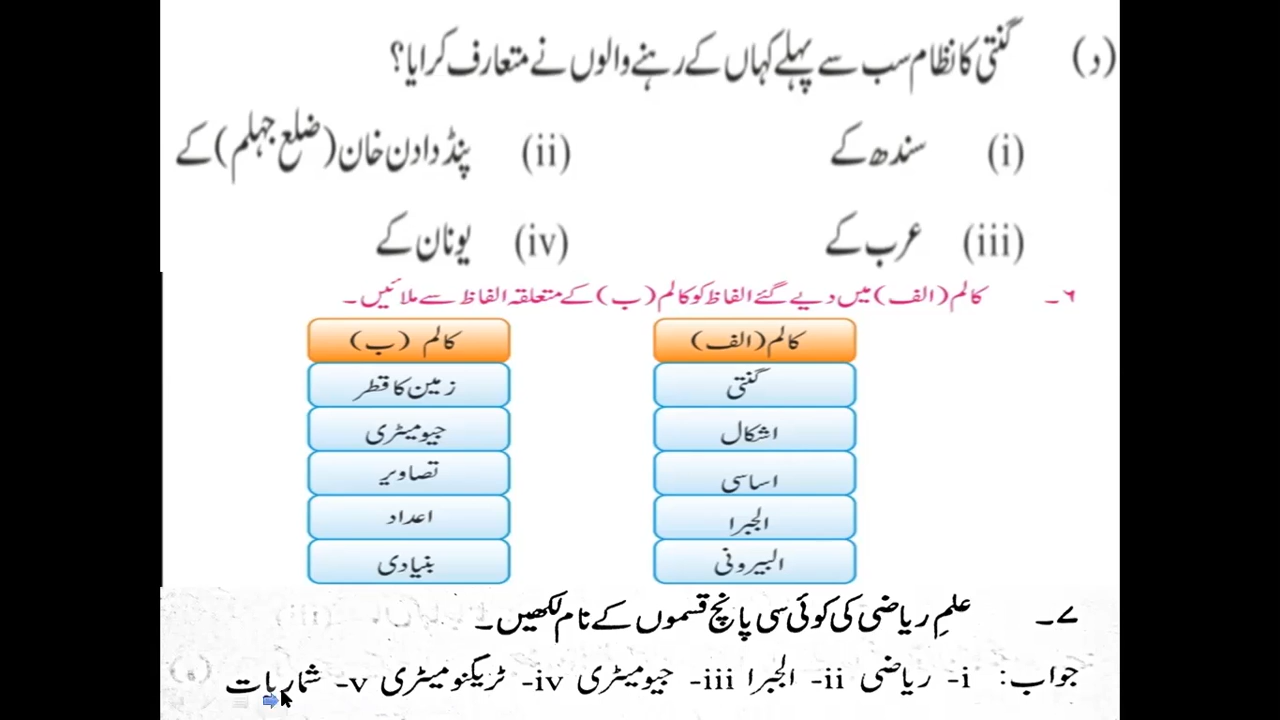 (د) گنتی کا نظام سب سے پہلے کہاں کے رہنے والوں نے متعارف کرایا؟
(i) سندھ کے (ii) پنڈ دادن خان (ضلع جہلم) کے
(iii) عرب کے (iv) یونان کے
۶۔ کالم (الف) میں دیے گئے الفاظ کو کالم (ب) کے متعلقہ الفاظ سے ملائیں۔
کالم (الف) کالم (ب)
گنتی زمین کا قطر
اشکال جیومیٹری
اساسی تصاویر
الجبرا اعداد
البیرونی بنیادی
۷۔ علمِ ریاضی کی کوئی سی پانچ قسموں کے نام لکھیں۔
جواب: i- ریاضی ii- الجبرا iii- جیومیٹری iv- ٹریگنومیٹری v- شماریات